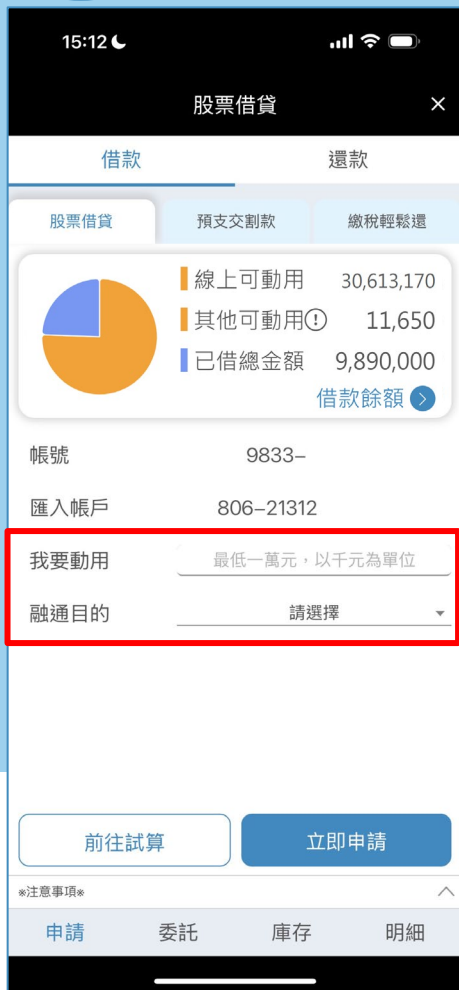 15:12
股票借貸 ×
借款 還款
股票借貸 預支交割款 繳稅輕鬆還
線上可動用 30,613,170
其他可動用 11,650
已借總金額 9,890,000
借款餘額
帳號 9833-
匯入帳戶 806-21312
我要動用 最低一萬元，以千元為單位
融通目的 請選擇
前往試算 立即申請
※注意事項※
申請 委託 庫存 明細